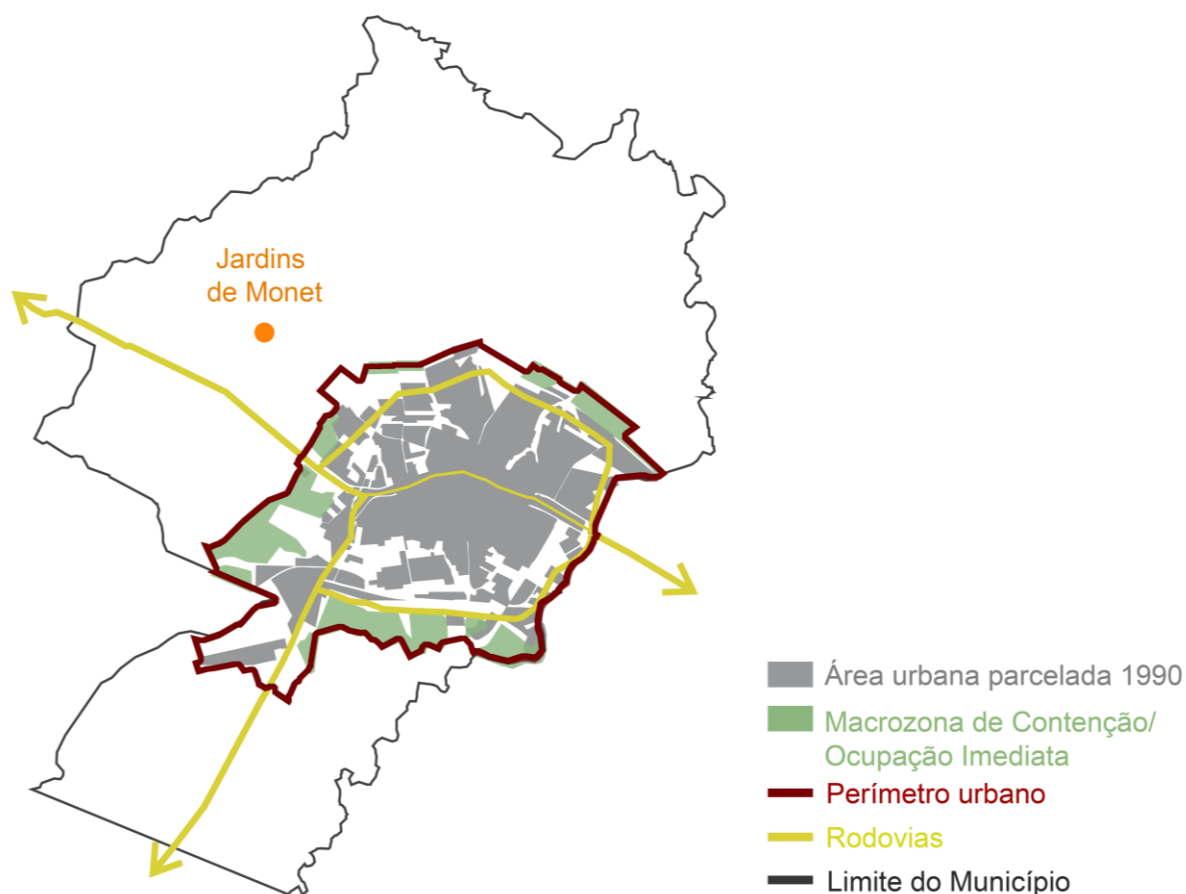 Jardins
de Monet
Área urbana parcelada 1990
Macrozona de Contenção/
Ocupação Imediata
Perímetro urbano
Rodovias
Limite do Município